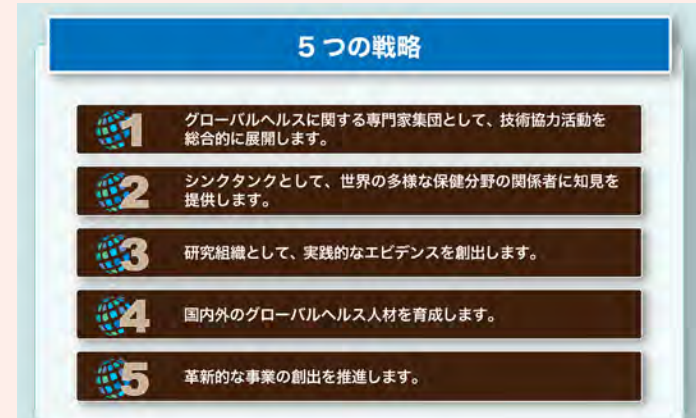 5つの戦略
1
グローバルヘルスに関する専門家集団として、技術協力活動を
総合的に展開します。
2
シンクタンクとして、世界の多様な保健分野の関係者に知見を
提供します。
3
研究組織として、実践的なエビデンスを創出します。
4
国内外のグローバルヘルス人材を育成します。
5
革新的な事業の創出を推進します。